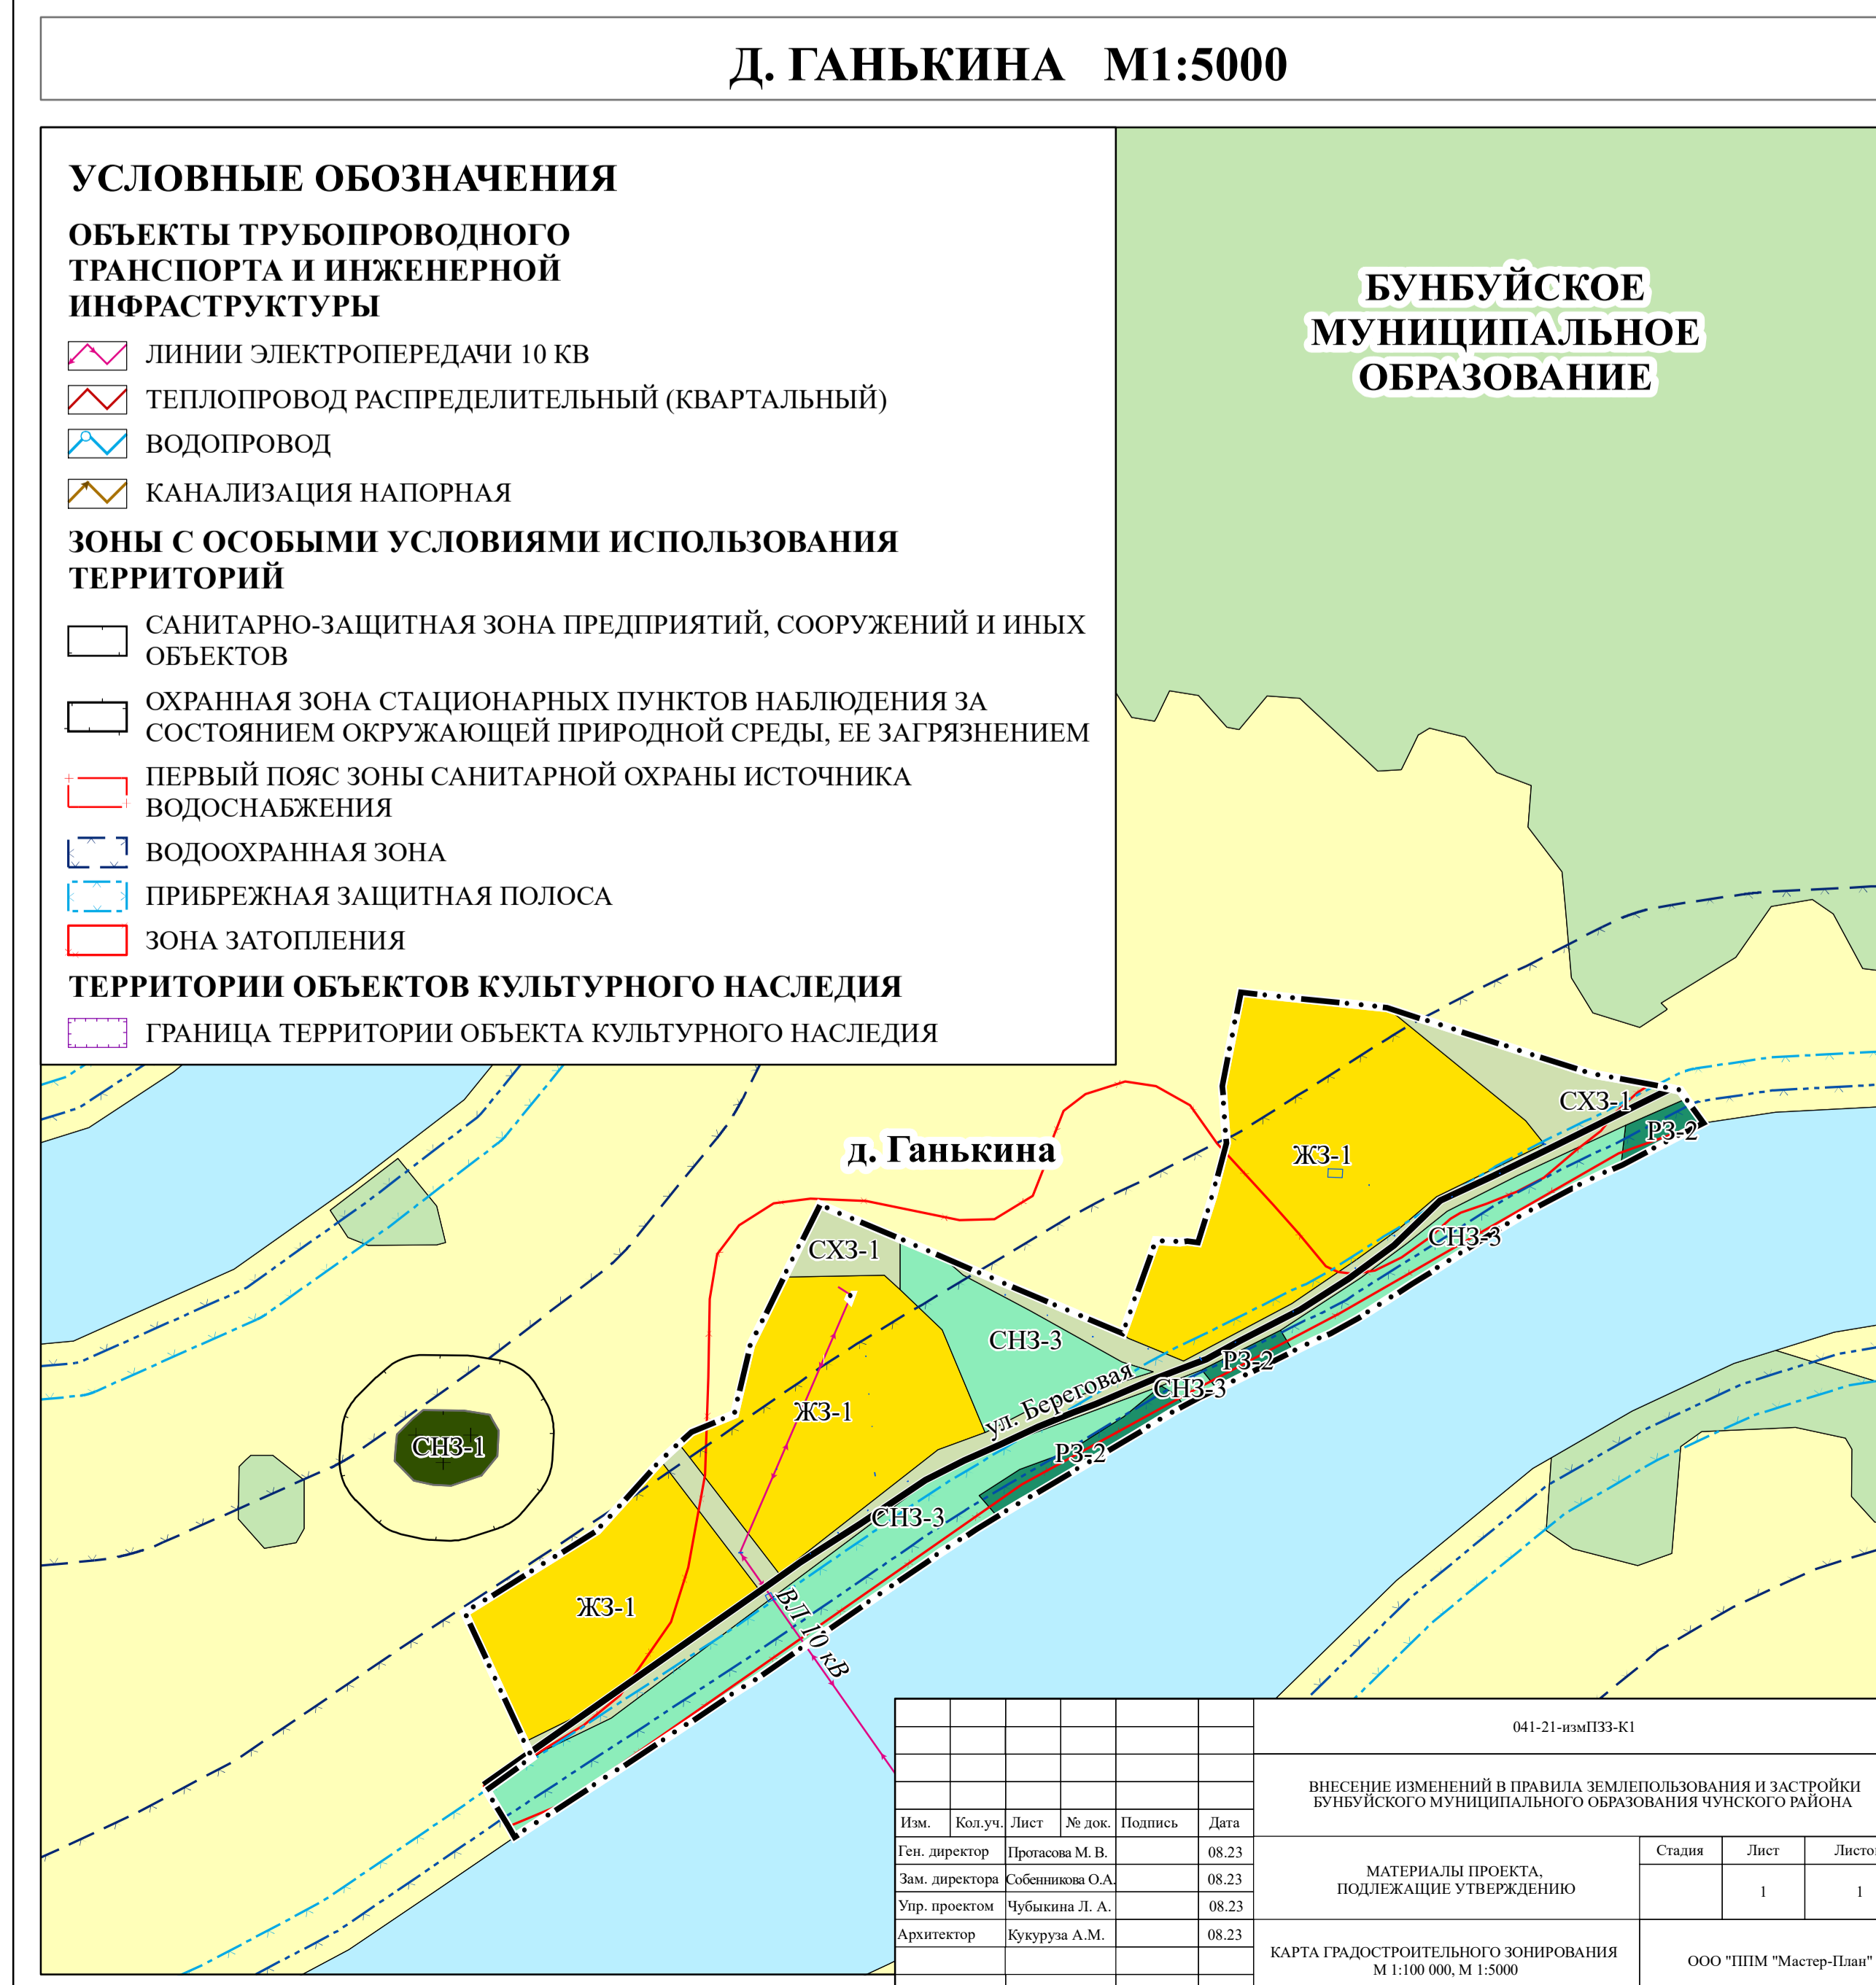 Д. ГАНЬКИНА М1:5000
УСЛОВНЫЕ ОБОЗНАЧЕНИЯ
ОБЪЕКТЫ ТРУБОПРОВОДНОГО
ТРАНСПОРТА И ИНЖЕНЕРНОЙ
ИНФРАСТРУКТУРЫ
ЛИНИИ ЭЛЕКТРОПЕРЕДАЧИ 10 КВ
ТЕПЛОПРОВОД РАСПРЕДЕЛИТЕЛЬНЫЙ (КВАРТАЛЬНЫЙ)
ВОДОПРОВОД
КАНАЛИЗАЦИЯ НАПОРНАЯ
ЗОНЫ С ОСОБЫМИ УСЛОВИЯМИ ИСПОЛЬЗОВАНИЯ
ТЕРРИТОРИЙ
САНИТАРНО-ЗАЩИТНАЯ ЗОНА ПРЕДПРИЯТИЙ, СООРУЖЕНИЙ И ИНЫХ
ОБЪЕКТОВ
ОХРАННАЯ ЗОНА СТАЦИОНАРНЫХ ПУНКТОВ НАБЛЮДЕНИЯ ЗА
СОСТОЯНИЕМ ОКРУЖАЮЩЕЙ ПРИРОДНОЙ СРЕДЫ, ЕЕ ЗАГРЯЗНЕНИЕМ
ПЕРВЫЙ ПОЯС ЗОНЫ САНИТАРНОЙ ОХРАНЫ ИСТОЧНИКА
ВОДОСНАБЖЕНИЯ
ВОДООХРАННАЯ ЗОНА
ПРИБРЕЖНАЯ ЗАЩИТНАЯ ПОЛОСА
ЗОНА ЗАТОПЛЕНИЯ
ТЕРРИТОРИИ ОБЪЕКТОВ КУЛЬТУРНОГО НАСЛЕДИЯ
ГРАНИЦА ТЕРРИТОРИИ ОБЪЕКТА КУЛЬТУРНОГО НАСЛЕДИЯ
БУНБУЙСКОЕ
МУНИЦИПАЛЬНОЕ
ОБРАЗОВАНИЕ
СХЗ-1
РЗ-2
д. Ганькина
ЖЗ-1
СНЗ-3
СХЗ-1
СНЗ-3
РЗ-2
СНЗ-3
ул. Береговая
ЖЗ-1
СНЗ-1
РЗ-2
СНЗ-3
ЖЗ-1
ВЛ 10 кВ
041-21-измПЗЗ-К1
ВНЕСЕНИЕ ИЗМЕНЕНИЙ В ПРАВИЛА ЗЕМЛЕПОЛЬЗОВАНИЯ И ЗАСТРОЙКИ
БУНБУЙСКОГО МУНИЦИПАЛЬНОГО ОБРАЗОВАНИЯ ЧУНСКОГО РАЙОНА
Изм. Кол.уч. Лист № док. Подпись Дата
Ген. директор Протасова М. В. 08.23
Зам. директора Собенникова О.А. 08.23
Упр. проектом Чубыкина Л. А. 08.23
Архитектор Кукуруза А.М. 08.23
МАТЕРИАЛЫ ПРОЕКТА,
ПОДЛЕЖАЩИЕ УТВЕРЖДЕНИЮ
Стадия Лист
1 1
КАРТА ГРАДОСТРОИТЕЛЬНОГО ЗОНИРОВАНИЯ
М 1:100 000, М 1:5000
ООО "ППМ "Мастер-План"